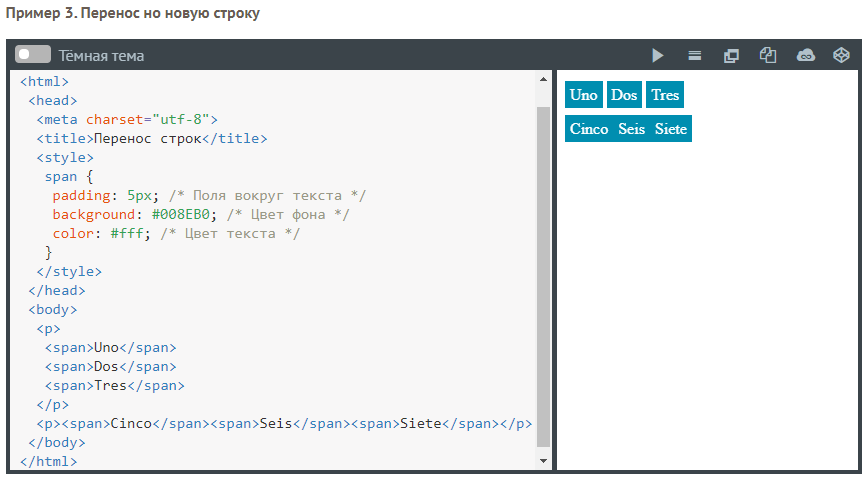 Пример 3. Перенос но новую строку
Тёмная тема
<html>
<head>
<meta charset="utf-8">
<title>Перенос строк</title>
<style>
span {
padding: 5px; /* Поля вокруг текста */
background: #008EB0; /* Цвет фона */
color: #fff; /* Цвет текста */
}
</style>
</head>
<body>
<p>
<span>Uno</span>
<span>Dos</span>
<span>Tres</span>
</p>
<p><span>Cinco</span><span>Seis</span><span>Siete</span></p>
</body>
</html>
Uno Dos Tres
Cinco Seis Siete